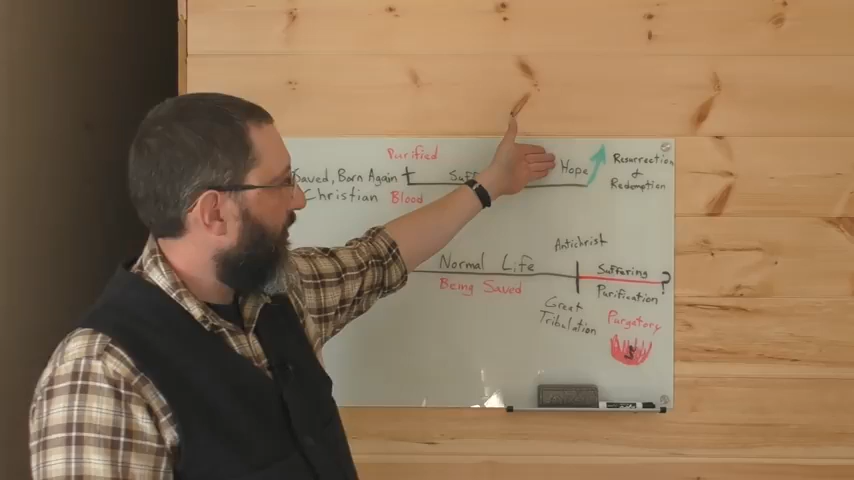 Purified
Saved, Born Again
Christian
Blood
Hope
Resurrection
&
Redemption
Antichrist
Normal Life
Being Saved
Suffering
?
Purification
Great
Tribulation
Purgatory